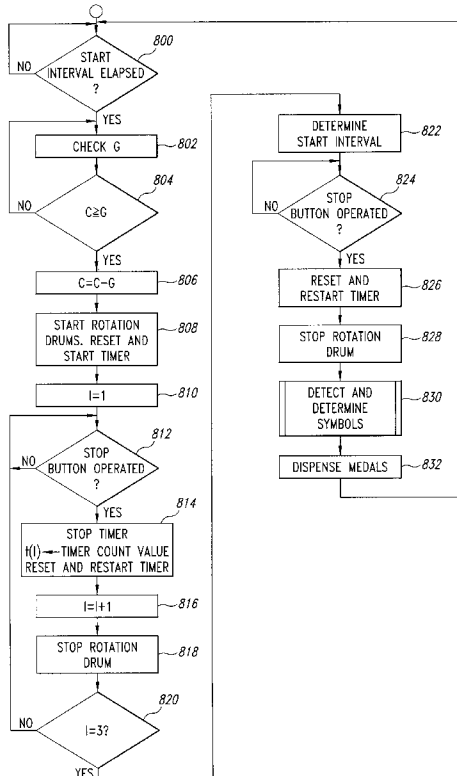 800
START
INTERVAL ELAPSED
?
NO
YES
CHECK G
802
804
C≥G
NO
YES
C=C-G
806
START ROTATION
DRUMS. RESET AND
START TIMER
808
I=1
810
812
STOP
BUTTON OPERATED
?
NO
YES
814
STOP TIMER
t(I)←TIMER COUNT VALUE
RESET AND RESTART TIMER
I=I+1
816
STOP ROTATION
DRUM
818
820
I=3?
NO
YES
DETERMINE
START INTERVAL
822
824
STOP
BUTTON OPERATED
?
NO
YES
RESET AND
RESTART TIMER
826
STOP ROTATION
DRUM
828
DETECT AND
DETERMINE
SYMBOLS
830
DISPENSE MEDALS
832